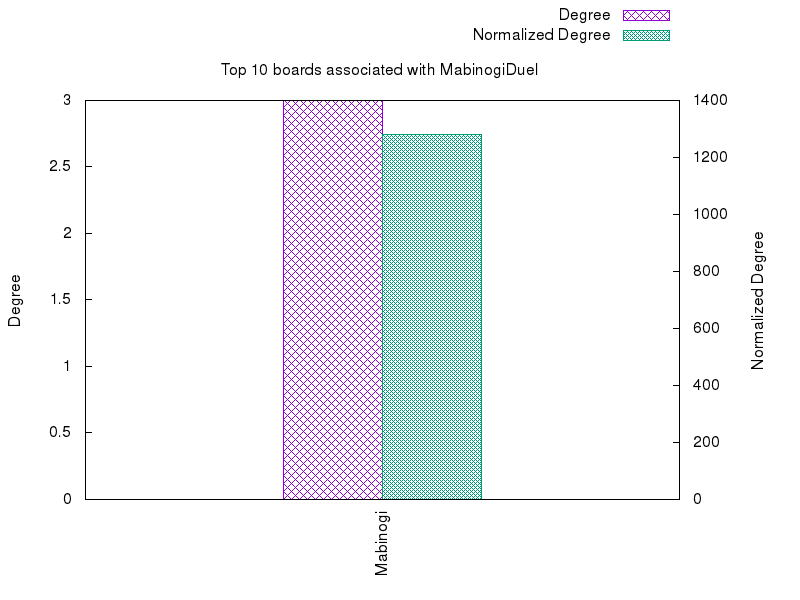 Degree
Normalized Degree
Top 10 boards associated with MabinogiDuel
3
2.5
2
1.5
1
0.5
0
1400
1200
1000
800
600
400
200
0
Degree
Normalized Degree
Mabinogi